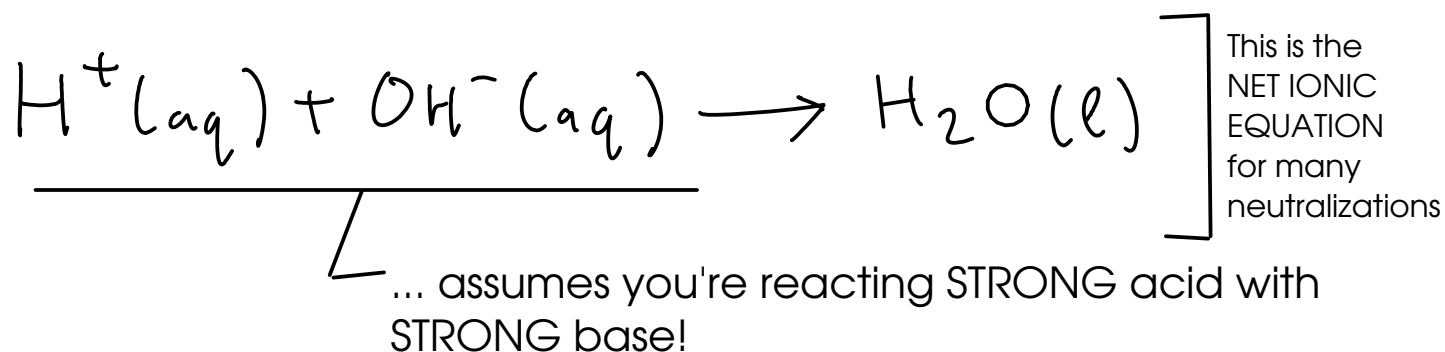 H⁺(aq) + OH⁻(aq) → H₂O(l)
This is the
NET IONIC
EQUATION
for many
neutralizations
... assumes you're reacting STRONG acid with
STRONG base!